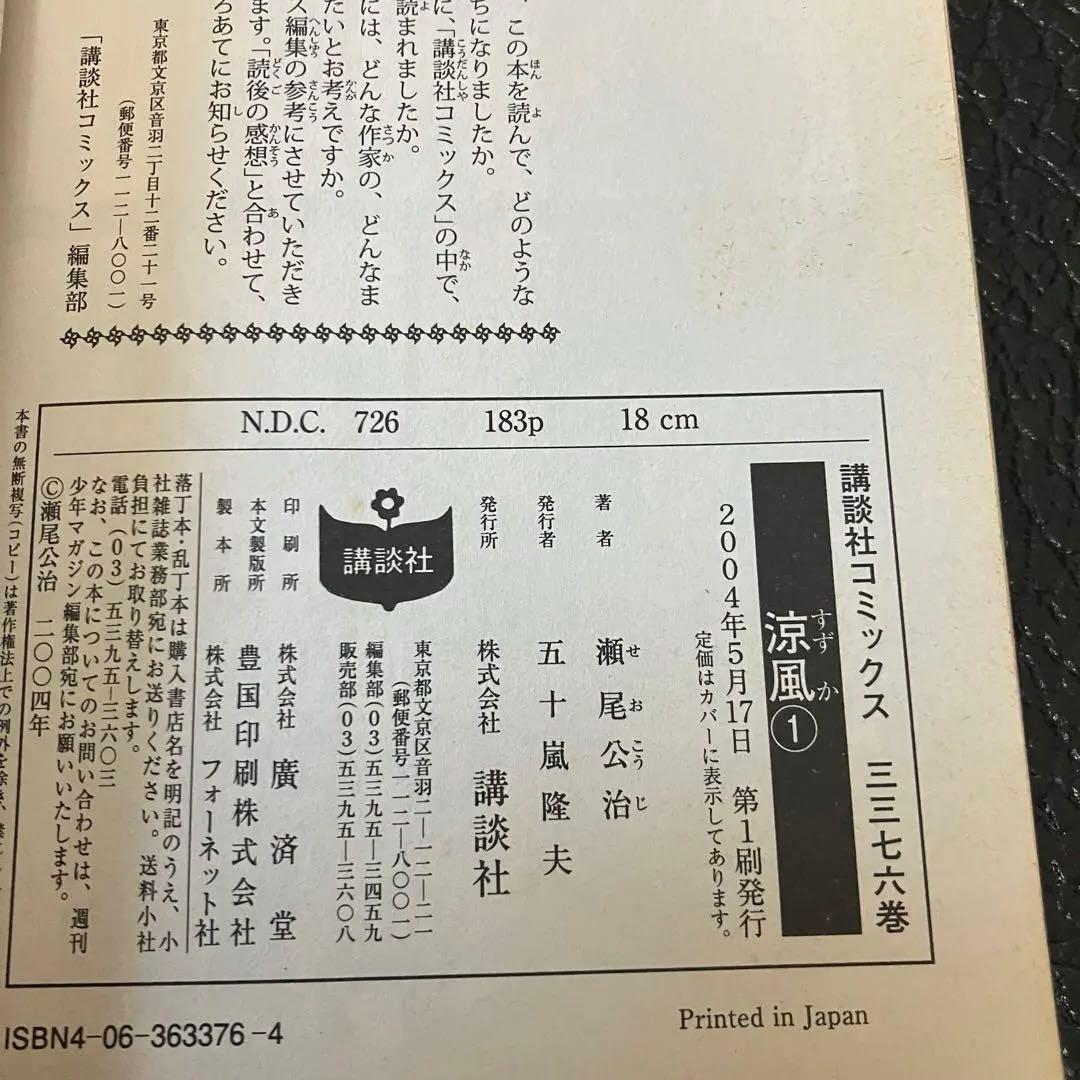 、この本を読んで、どのような
ちになりましたか。
に、「講談社コミックス」の中で、
読まれましたか。
には、どんな作家の、どんなま
たいとお考えですか。
ス編集の参考にさせていただき
ます。「読後の感想」と合わせて、
ろあてにお知らせください。
東京都文京区音羽二丁目十二番二十一号
(郵便番号一一二―八〇〇一)
「講談社コミックス」編集部
N.D.C. 726 183p 18 cm
講談社コミックス 三三七六巻
涼風①
すずか
2004年5月17日 第1刷発行
定価はカバーに表示してあります。
著者 瀬尾公治
せおこうじ
発行者 五十嵐隆夫
発行所 株式会社 講談社
東京都文京区音羽二―一二―二一
(郵便番号一一二―八〇〇一)
編集部(03)五三九五―三四五九
販売部(03)五三九五―三六〇八
講談社
印刷所 株式会社 廣済堂
本文製版所 豊国印刷株式会社
製本所 株式会社 フォーネット社
落丁本・乱丁本は購入書店名を明記のうえ、小
社雑誌業務部宛にお送りください。送料小社
負担にてお取り替えします。
電話(03)五三九五―三六〇三
なお、この本についてのお問い合わせは、週刊
少年マガジン編集部宛にお願いいたします。
©瀬尾公治 二〇〇四年
本書の無断複写(コピー)は著作権法上での例外を除き、禁じ
ISBN4-06-363376-4
Printed in Japan